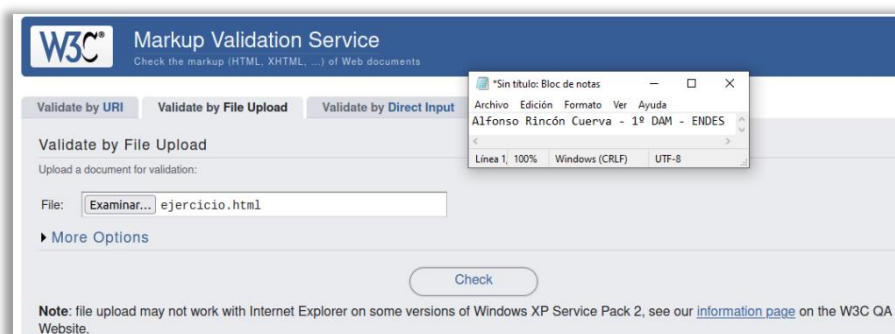 W3C® Markup Validation Service
Check the markup (HTML, XHTML, ...) of Web documents
*Sin título: Bloc de notas
Archivo Edición Formato Ver Ayuda
Alfonso Rincón Cuerva - 1º DAM - ENDES
Línea 1, 100% Windows (CRLF) UTF-8
Validate by URI Validate by File Upload Validate by Direct Input
Validate by File Upload
Upload a document for validation:
File: Examinar... ejercicio.html
More Options
Check
Note: file upload may not work with Internet Explorer on some versions of Windows XP Service Pack 2, see our information page on the W3C QA
Website.